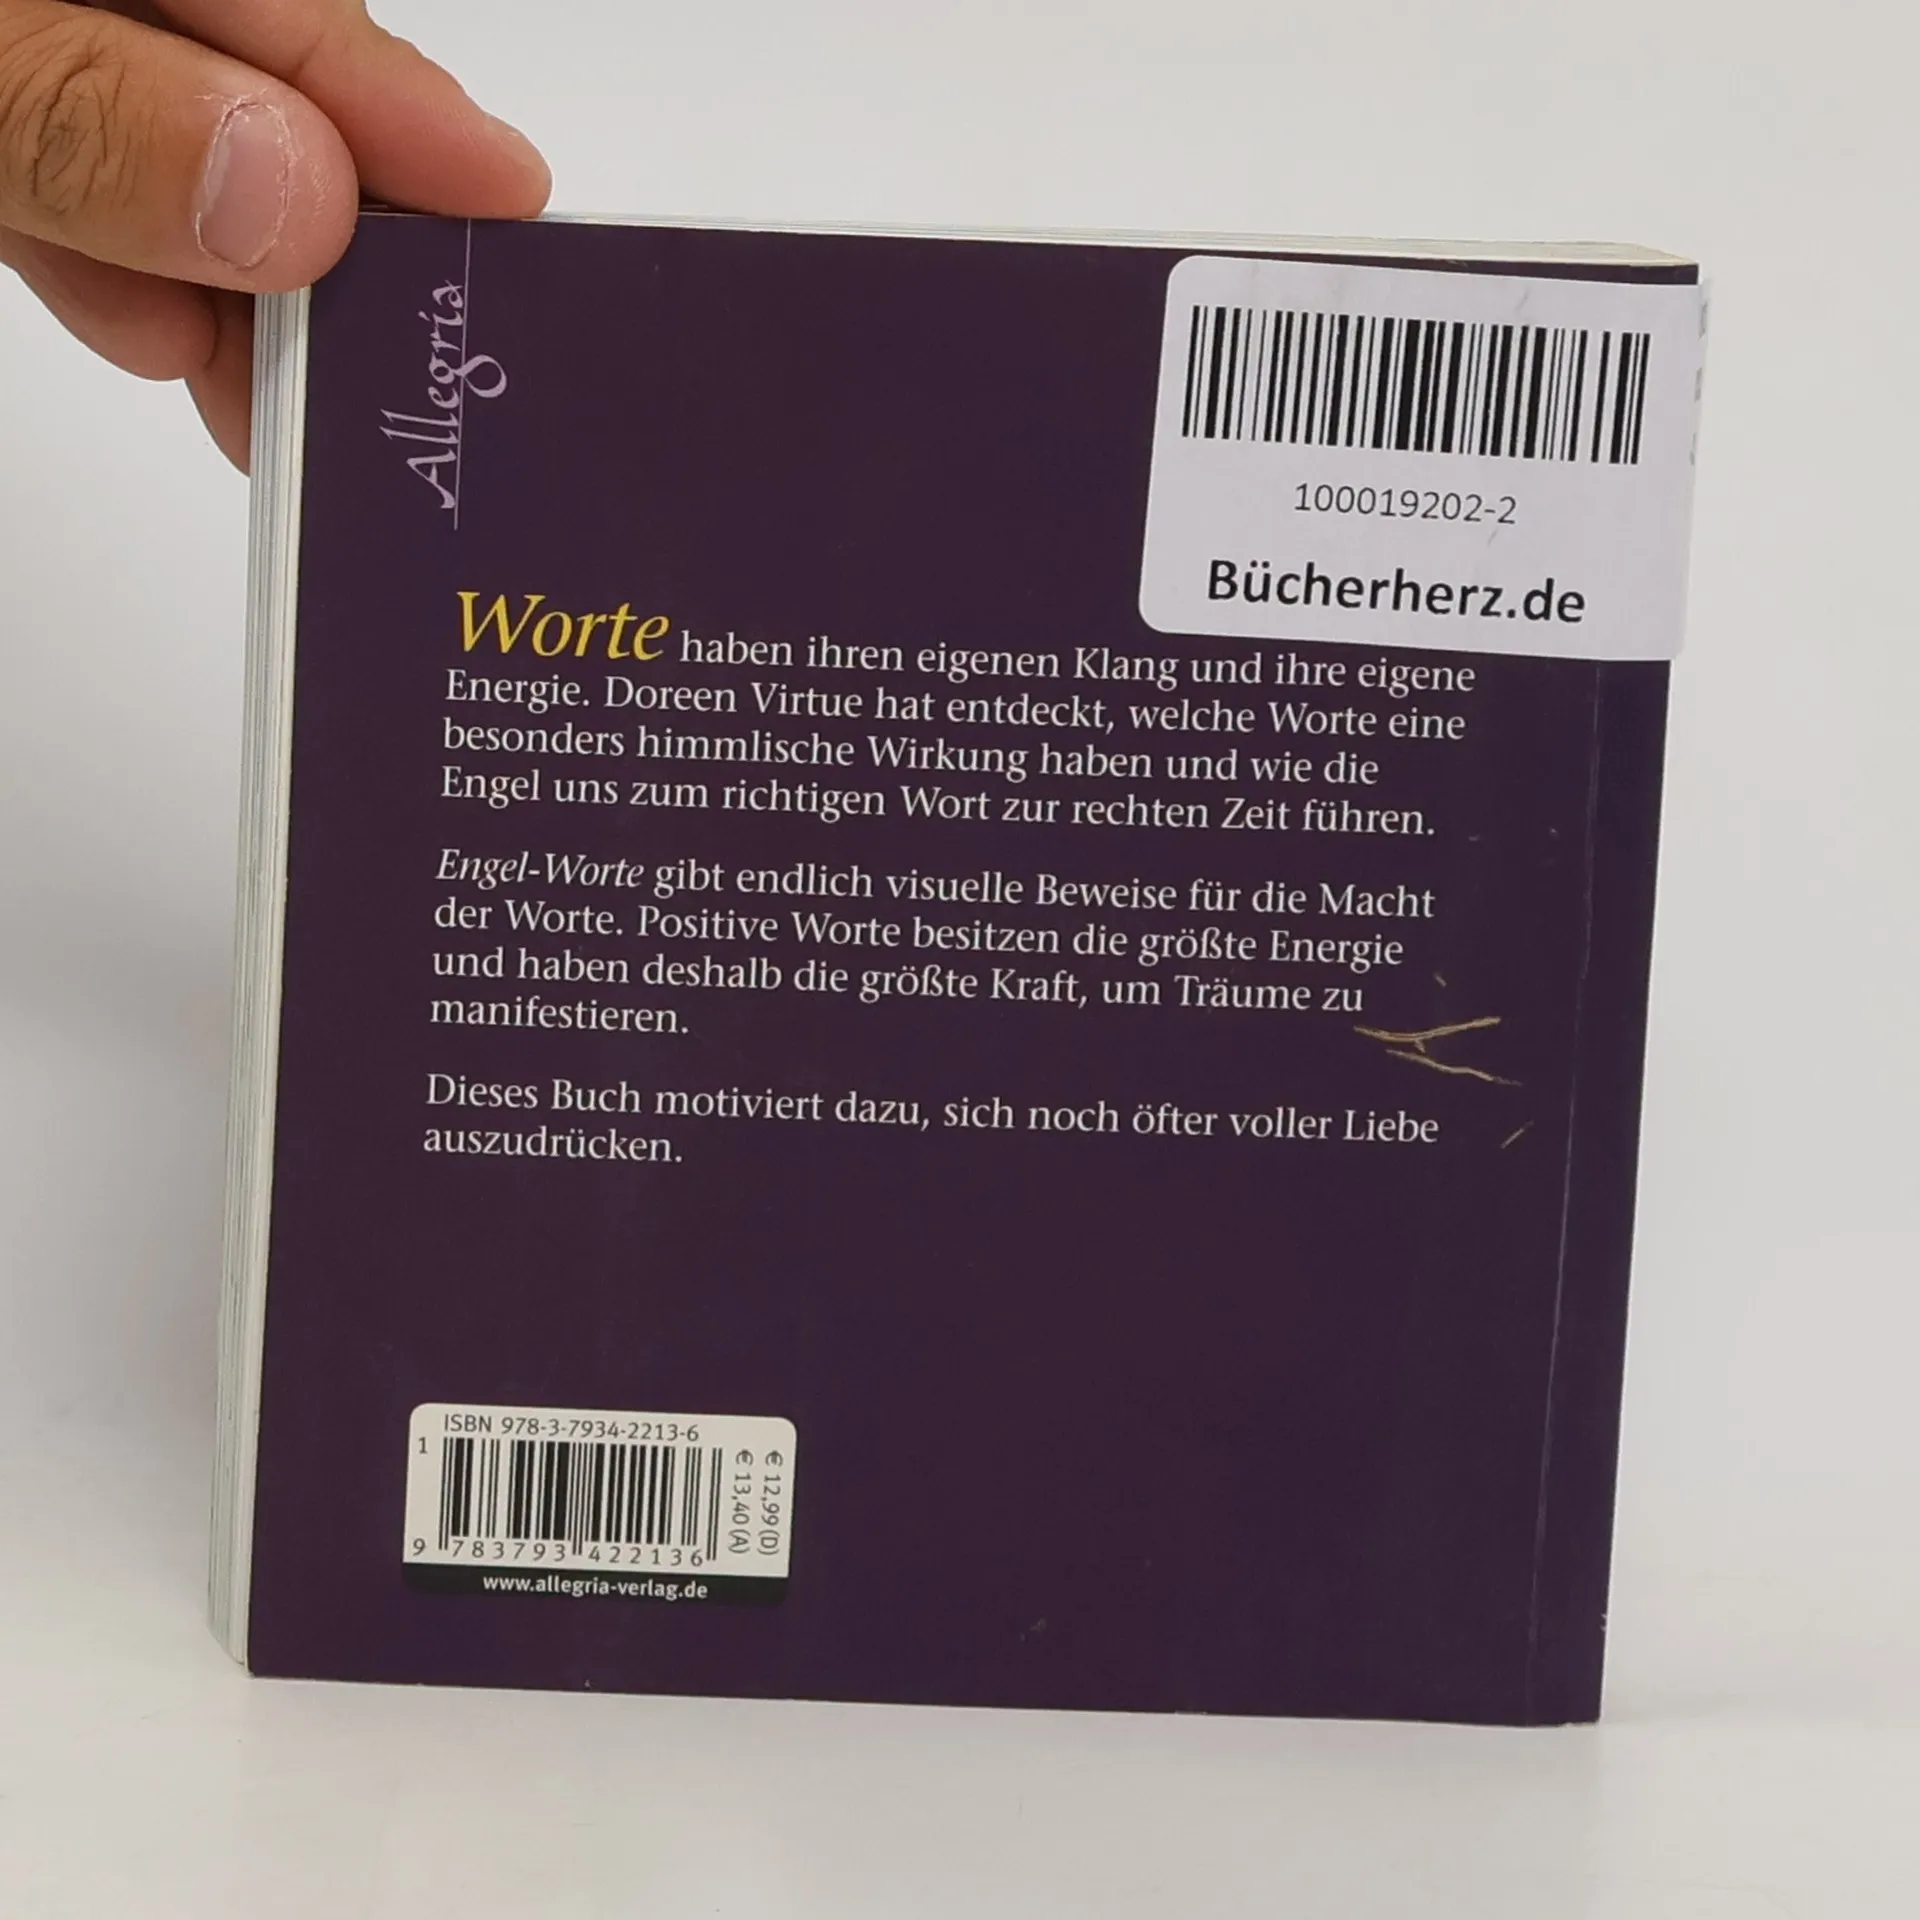 Allegria
100019202-2
Bücherherz.de
Worte haben ihren eigenen Klang und ihre eigene
Energie. Doreen Virtue hat entdeckt, welche Worte eine
besonders himmlische Wirkung haben und wie die
Engel uns zum richtigen Wort zur rechten Zeit führen.
Engel-Worte gibt endlich visuelle Beweise für die Macht
der Worte. Positive Worte besitzen die größte Energie
und haben deshalb die größte Kraft, um Träume zu
manifestieren.
Dieses Buch motiviert dazu, sich noch öfter voller Liebe
auszudrücken.
ISBN 978-3-7934-2213-6
1
9 783793 422136
€ 12,99 (D)
€ 13,40 (A)
www.allegria-verlag.de